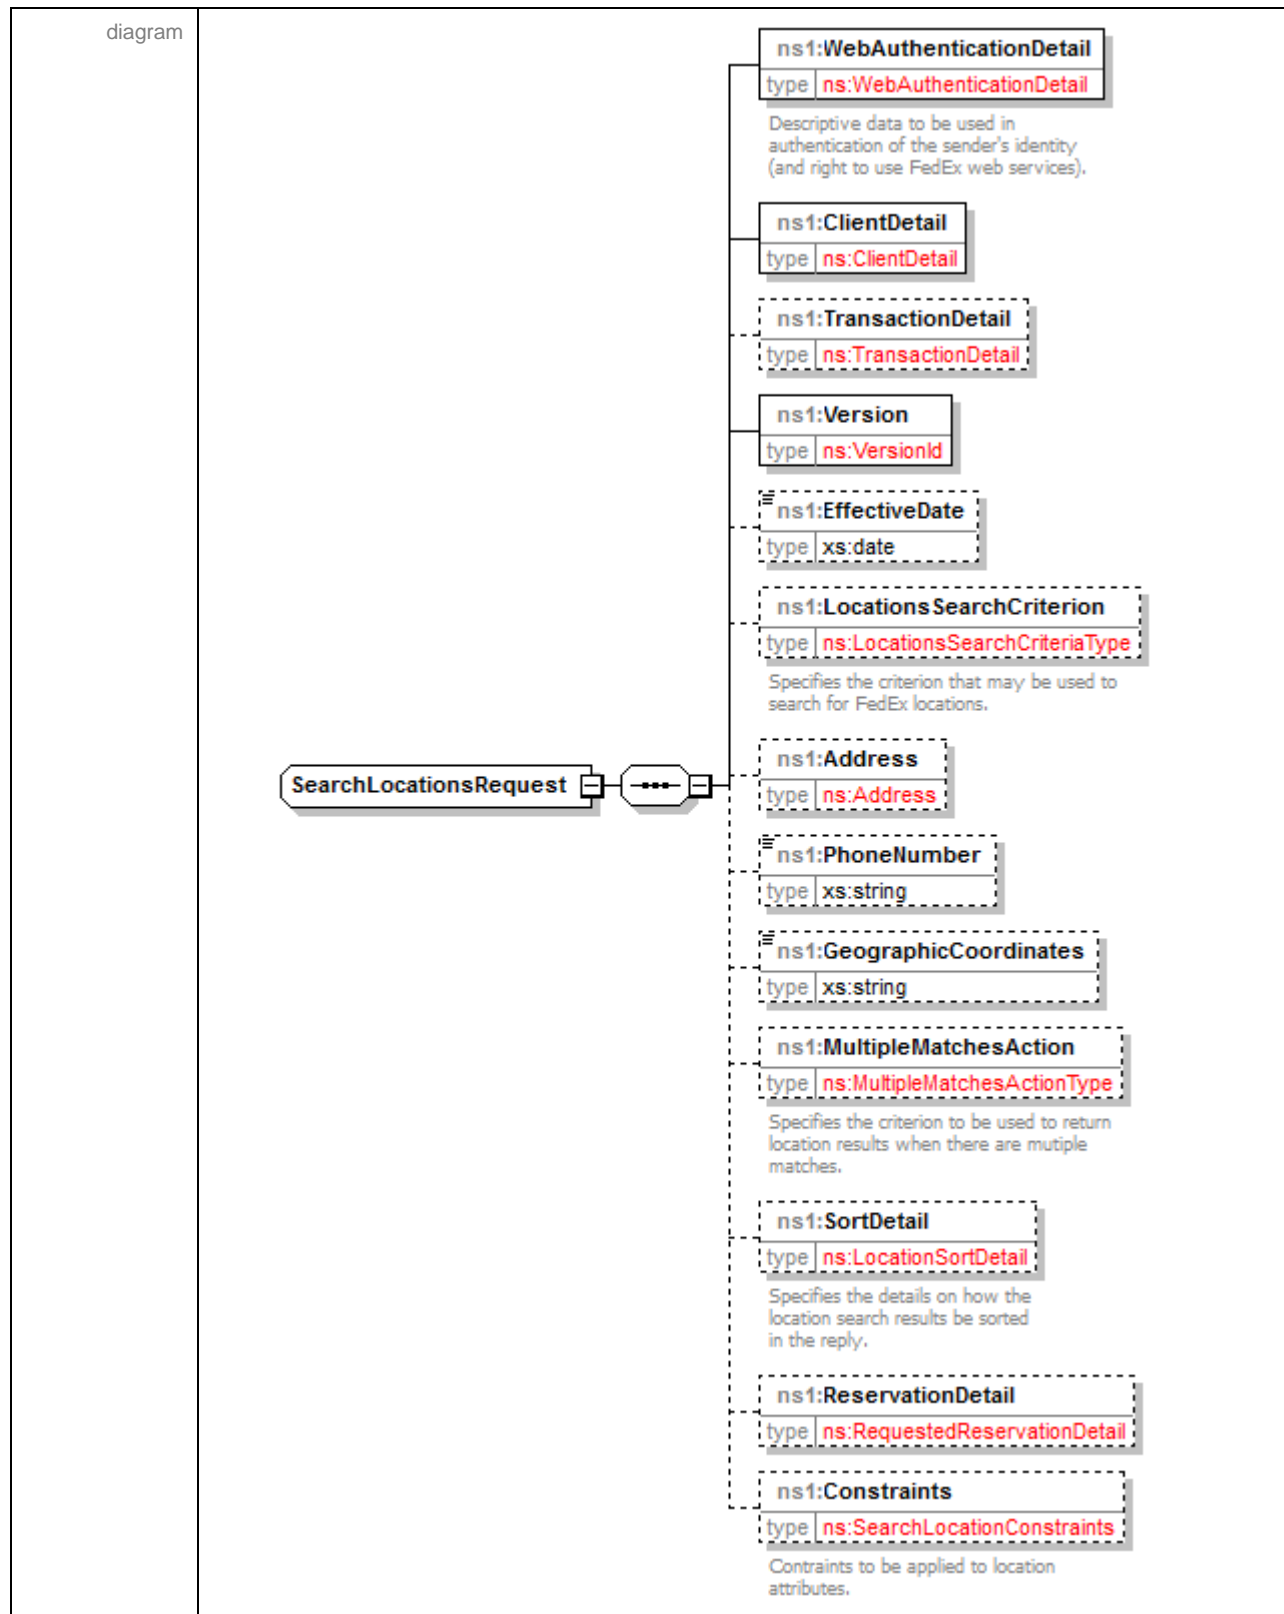 diagram
ns1:WebAuthenticationDetail
type ns:WebAuthenticationDetail
Descriptive data to be used in
authentication of the sender's identity
(and right to use FedEx web services).
ns1:ClientDetail
type ns:ClientDetail
ns1:TransactionDetail
type ns:TransactionDetail
ns1:Version
type ns:VersionId
ns1:EffectiveDate
type xs:date
ns1:LocationsSearchCriterion
type ns:LocationsSearchCriteriaType
Specifies the criterion that may be used to
search for FedEx locations.
SearchLocationsRequest
ns1:Address
type ns:Address
ns1:PhoneNumber
type xs:string
ns1:GeographicCoordinates
type xs:string
ns1:MultipleMatchesAction
type ns:MultipleMatchesActionType
Specifies the criterion to be used to return
location results when there are mutiple
matches.
ns1:SortDetail
type ns:LocationSortDetail
Specifies the details on how the
location search results be sorted
in the reply.
ns1:ReservationDetail
type ns:RequestedReservationDetail
ns1:Constraints
type ns:SearchLocationConstraints
Contraints to be applied to location
attributes.